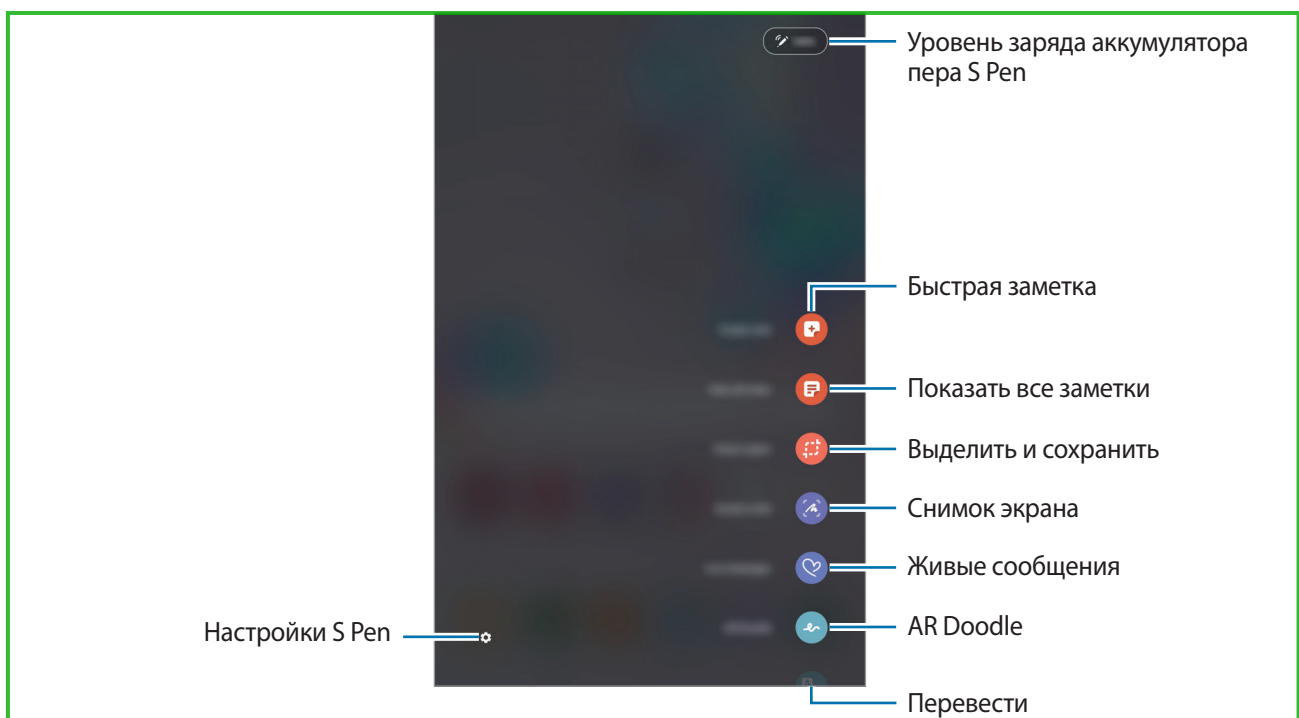 Уровень заряда аккумулятора
пера S Pen
Быстрая заметка
Показать все заметки
Выделить и сохранить
Снимок экрана
Живые сообщения
Настройки S Pen
AR Doodle
Перевести